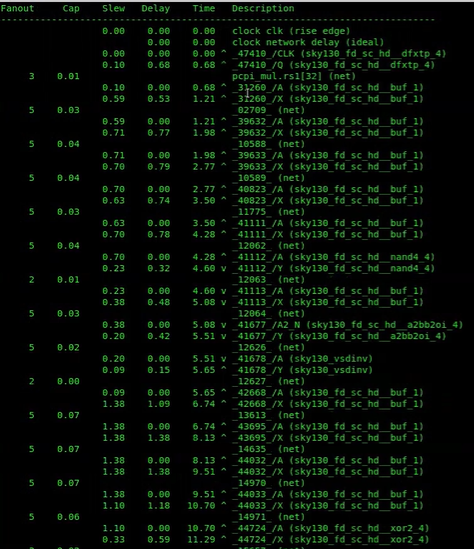 Fanout Cap Slew Delay Time Description
-----------------------------------------------------------------------------
0.00 0.00 0.00 clock clk (rise edge)
0.00 0.00 clock network delay (ideal)
0.00 0.00 0.00 ^ _47410_/CLK (sky130_fd_sc_hd__dfxtp_4)
0.10 0.68 0.68 ^ _47410_/Q (sky130_fd_sc_hd__dfxtp_4)
3 0.01 pcpi_mul.rs1[32] (net)
0.10 0.00 0.68 ^ _31260_/A (sky130_fd_sc_hd__buf_1)
0.59 0.53 1.21 ^ _31260_/X (sky130_fd_sc_hd__buf_1)
5 0.03 _02709_ (net)
0.59 0.00 1.21 ^ _39632_/A (sky130_fd_sc_hd__buf_1)
0.71 0.77 1.98 ^ _39632_/X (sky130_fd_sc_hd__buf_1)
5 0.04 _10588_ (net)
0.71 0.00 1.98 ^ _39633_/A (sky130_fd_sc_hd__buf_1)
0.70 0.79 2.77 ^ _39633_/X (sky130_fd_sc_hd__buf_1)
5 0.04 _10589_ (net)
0.70 0.00 2.77 ^ _40823_/A (sky130_fd_sc_hd__buf_1)
0.63 0.74 3.50 ^ _40823_/X (sky130_fd_sc_hd__buf_1)
5 0.03 _11775_ (net)
0.63 0.00 3.50 ^ _41111_/A (sky130_fd_sc_hd__buf_1)
0.70 0.78 4.28 ^ _41111_/X (sky130_fd_sc_hd__buf_1)
5 0.04 _12062_ (net)
0.70 0.00 4.28 ^ _41112_/A (sky130_fd_sc_hd__nand4_4)
0.23 0.32 4.60 v _41112_/Y (sky130_fd_sc_hd__nand4_4)
2 0.01 _12063_ (net)
0.23 0.00 4.60 v _41113_/A (sky130_fd_sc_hd__buf_1)
0.38 0.48 5.08 v _41113_/X (sky130_fd_sc_hd__buf_1)
5 0.03 _12064_ (net)
0.38 0.00 5.08 v _41677_/A2_N (sky130_fd_sc_hd__a2bb2oi_4)
0.20 0.42 5.51 v _41677_/Y (sky130_fd_sc_hd__a2bb2oi_4)
5 0.02 _12626_ (net)
0.20 0.00 5.51 v _41678_/A (sky130_vsdinv)
0.09 0.15 5.65 ^ _41678_/Y (sky130_vsdinv)
2 0.00 _12627_ (net)
0.09 0.00 5.65 ^ _42668_/A (sky130_fd_sc_hd__buf_1)
1.38 1.09 6.74 ^ _42668_/X (sky130_fd_sc_hd__buf_1)
5 0.07 _13613_ (net)
1.38 0.00 6.74 ^ _43695_/A (sky130_fd_sc_hd__buf_1)
1.38 1.38 8.13 ^ _43695_/X (sky130_fd_sc_hd__buf_1)
5 0.07 _14635_ (net)
1.38 0.00 8.13 ^ _44032_/A (sky130_fd_sc_hd__buf_1)
1.38 1.38 9.51 ^ _44032_/X (sky130_fd_sc_hd__buf_1)
5 0.07 _14970_ (net)
1.38 0.00 9.51 ^ _44033_/A (sky130_fd_sc_hd__buf_1)
1.10 1.18 10.70 ^ _44033_/X (sky130_fd_sc_hd__buf_1)
5 0.06 _14971_ (net)
1.10 0.00 10.70 ^ _44724_/A (sky130_fd_sc_hd__xor2_4)
0.33 0.59 11.29 ^ _44724_/X (sky130_fd_sc_hd__xor2_4)